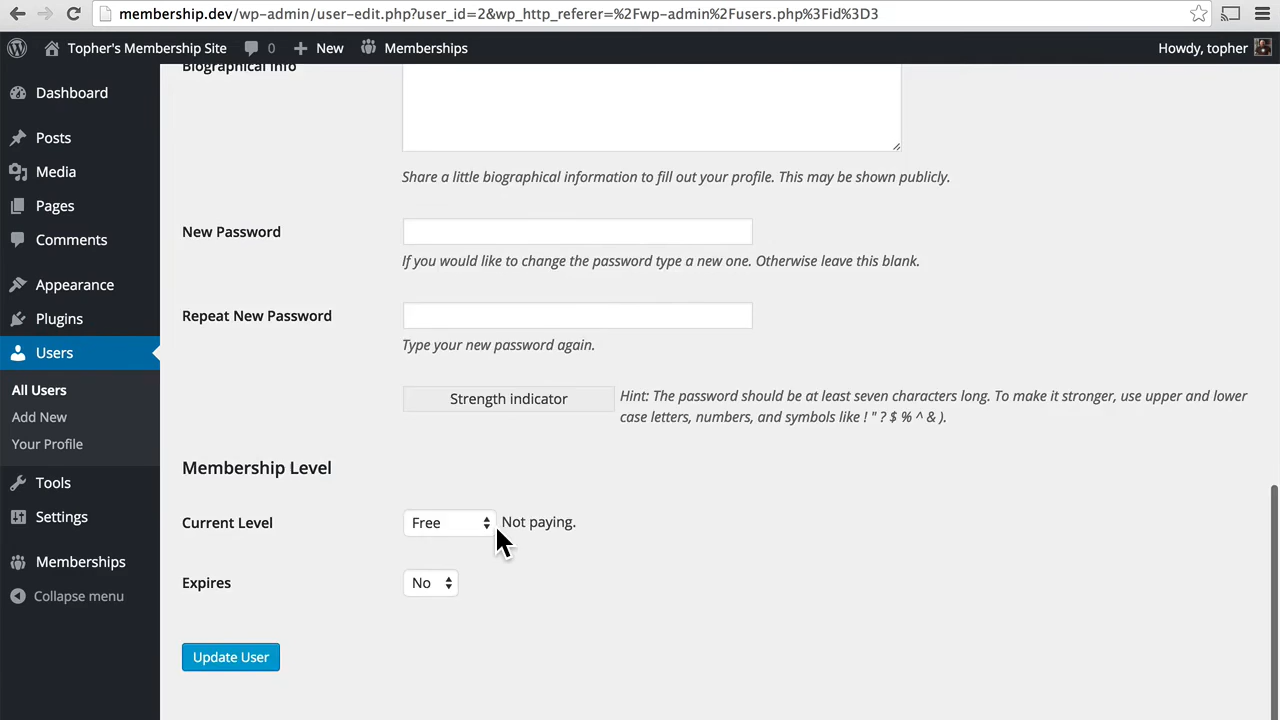 membership.dev/wp-admin/user-edit.php?user_id=2&wp_http_referer=%2Fwp-admin%2Fusers.php%3Fid%3D3
Topher's Membership Site 0 New Memberships Howdy, topher
Dashboard
Posts
Media
Pages
Comments
Appearance
Plugins
Users
All Users
Add New
Your Profile
Tools
Settings
Memberships
Collapse menu
Biographical Info
Share a little biographical information to fill out your profile. This may be shown publicly.
New Password
If you would like to change the password type a new one. Otherwise leave this blank.
Repeat New Password
Type your new password again.
Strength indicator
Hint: The password should be at least seven characters long. To make it stronger, use upper and lower
case letters, numbers, and symbols like ! " ? $ % ^ & ).
Membership Level
Current Level Free Not paying.
Expires No
Update User